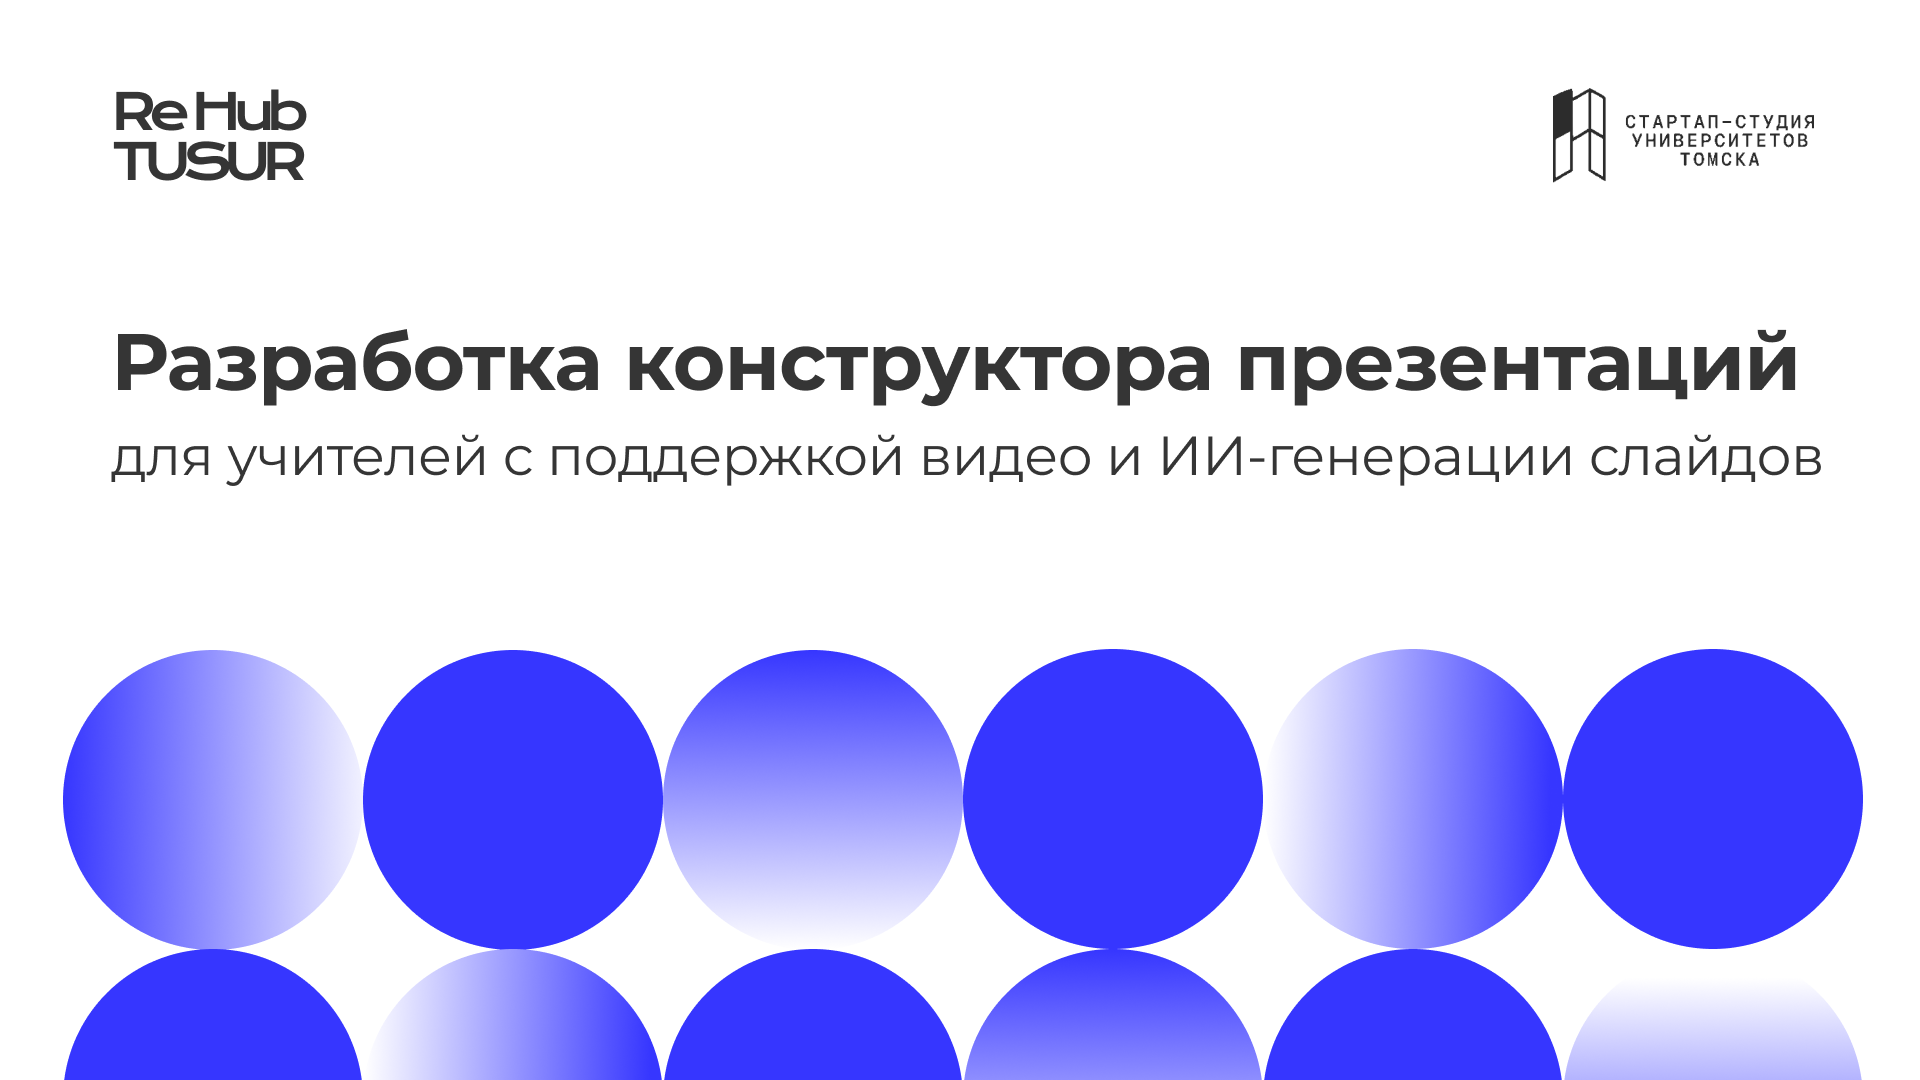 Re Hub
TUSUR
СТАРТАП-СТУДИЯ
УНИВЕРСИТЕТОВ
ТОМСКА
Разработка конструктора презентаций
для учителей с поддержкой видео и ИИ-генерации слайдов